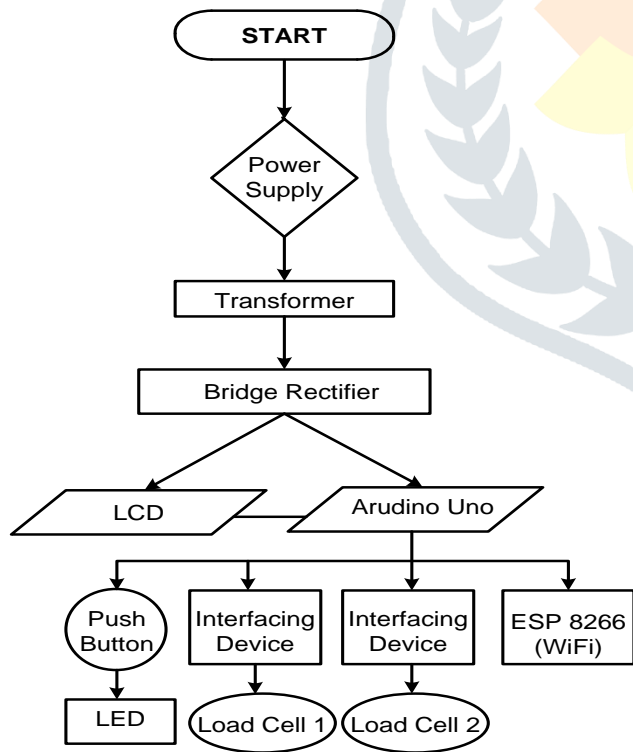 START
Power
Supply
Transformer
Bridge Rectifier
LCD
Arudino Uno
Push
Button
Interfacing
Device
Interfacing
Device
ESP 8266
(WiFi)
LED
Load Cell 1
Load Cell 2